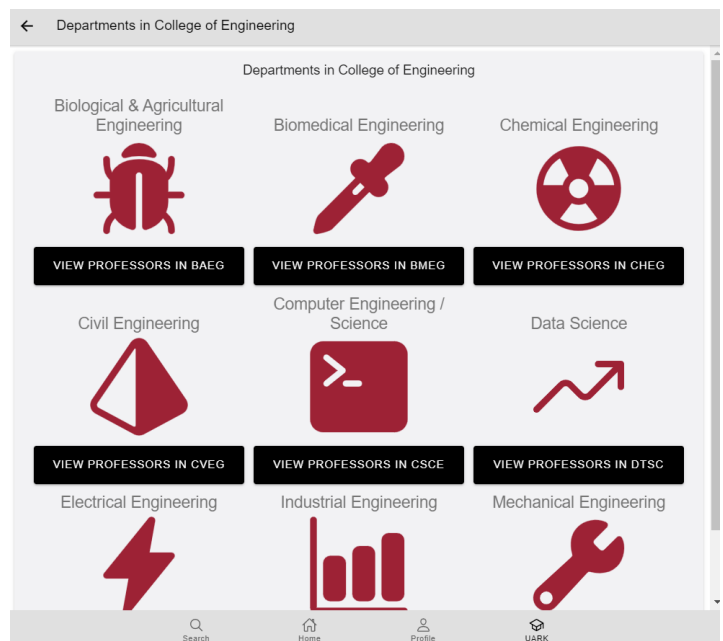 Departments in College of Engineering
Departments in College of Engineering
Biological & Agricultural
Engineering
Biomedical Engineering
Chemical Engineering
VIEW PROFESSORS IN BAEG
VIEW PROFESSORS IN BMEG
VIEW PROFESSORS IN CHEG
Civil Engineering
Computer Engineering /
Science
Data Science
>_
VIEW PROFESSORS IN CVEG
VIEW PROFESSORS IN CSCE
VIEW PROFESSORS IN DTSC
Electrical Engineering
Industrial Engineering
Mechanical Engineering
Search
Home
Profile
UARK